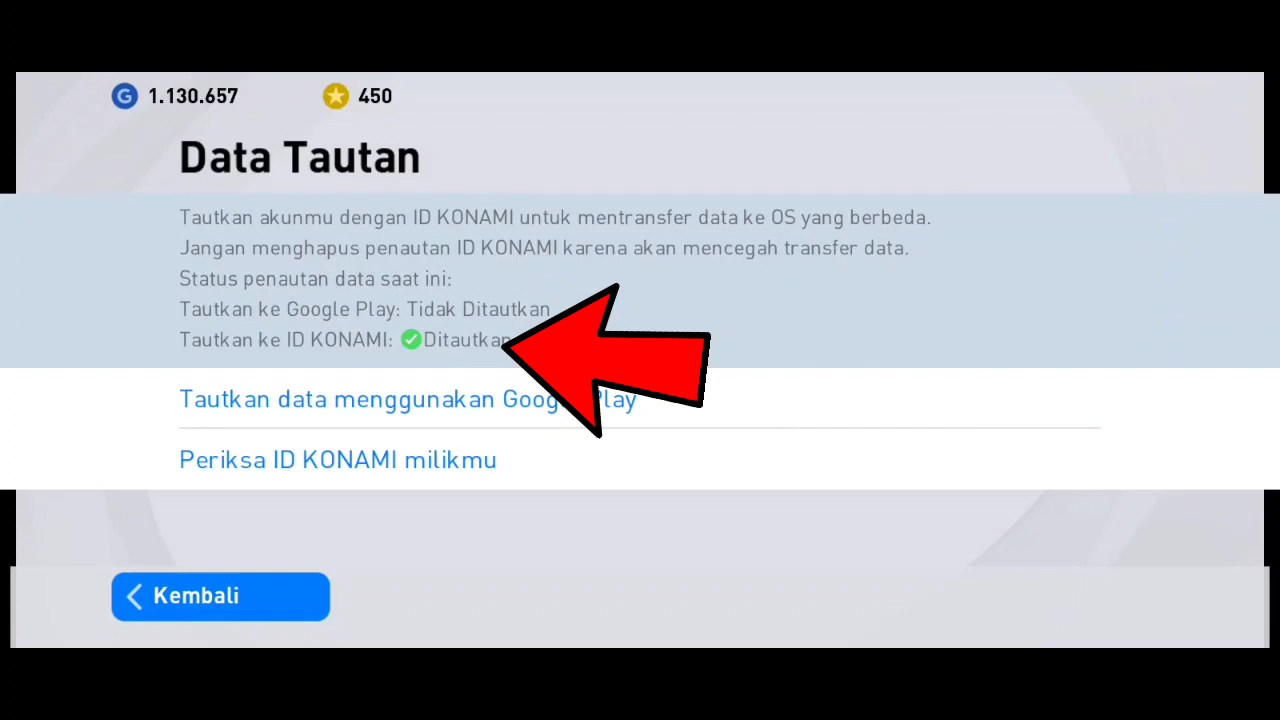 G 1.130.657 450
Data Tautan
Tautkan akunmu dengan ID KONAMI untuk mentransfer data ke OS yang berbeda.
Jangan menghapus penautan ID KONAMI karena akan mencegah transfer data.
Status penautan data saat ini:
Tautkan ke Google Play: Tidak Ditautkan
Tautkan ke ID KONAMI: Ditautkan
Tautkan data menggunakan Google Play
Periksa ID KONAMI milikmu
Kembali